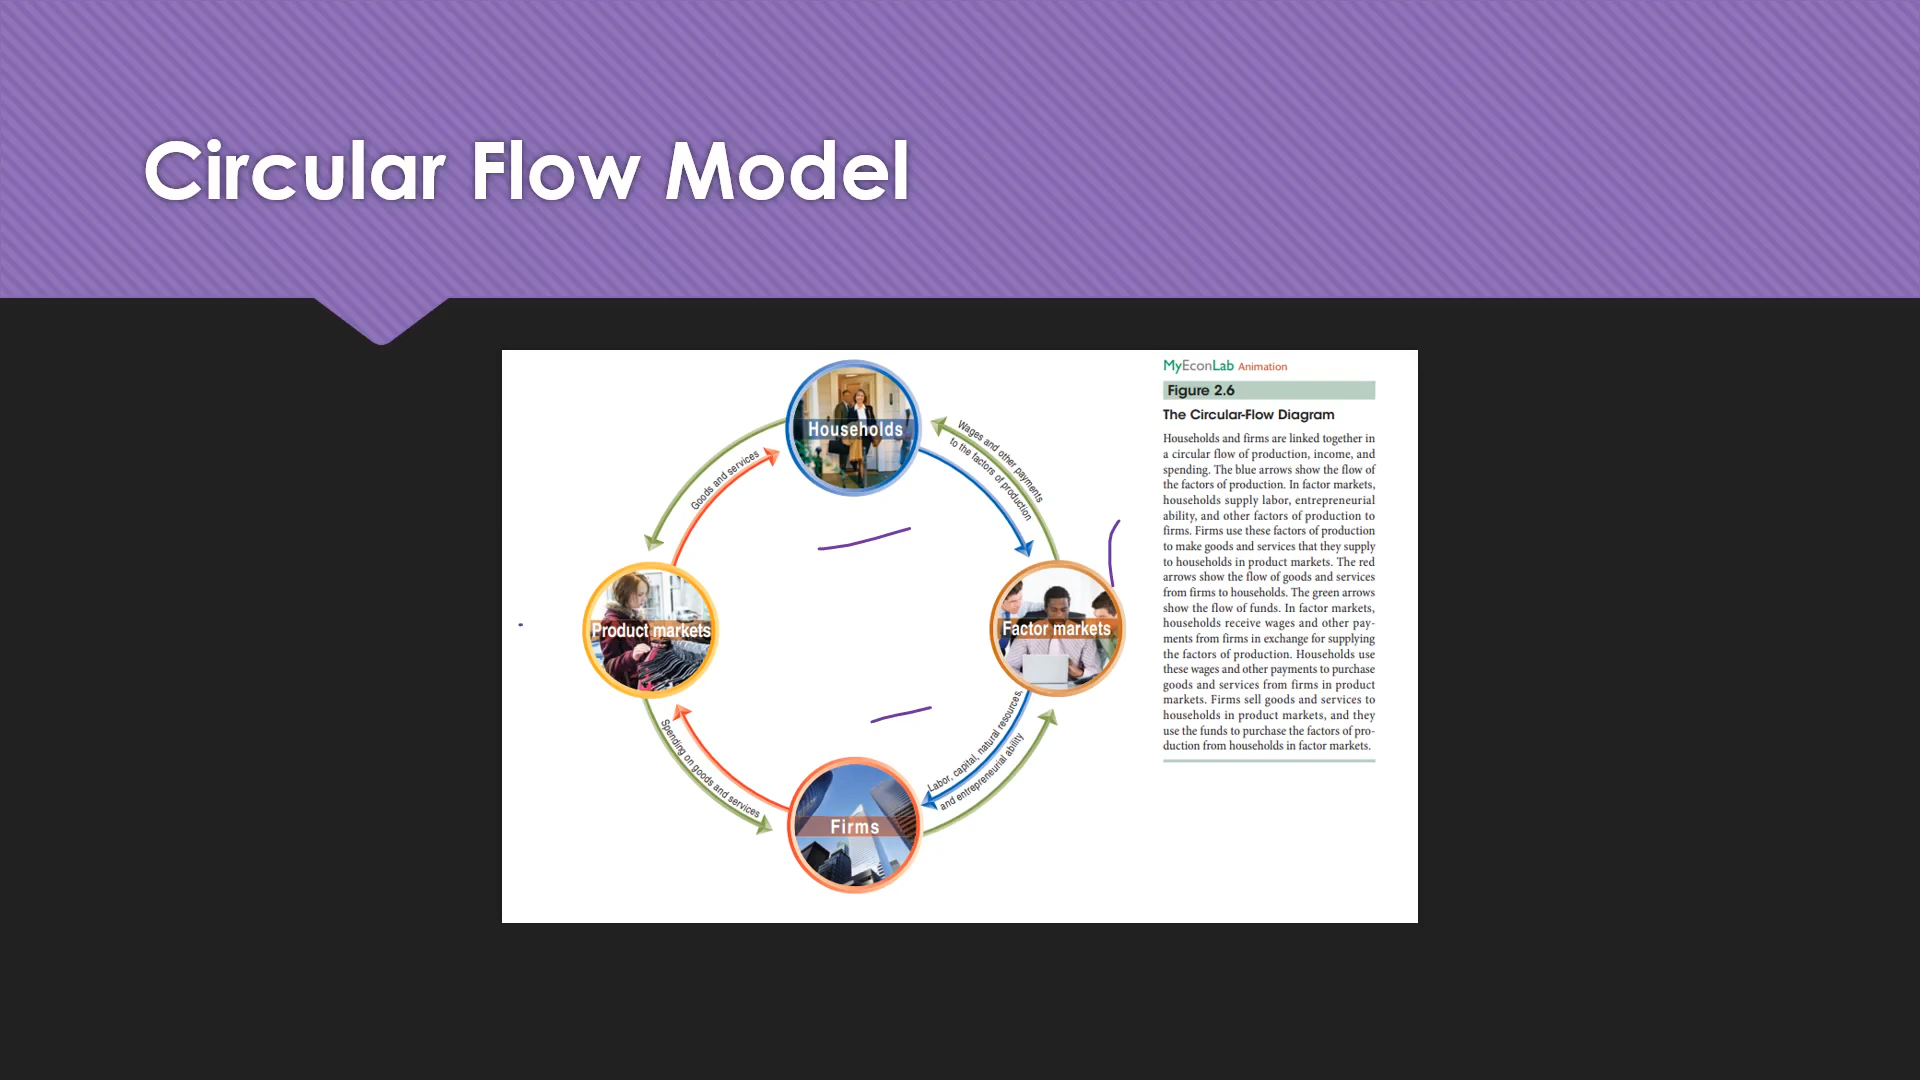 Circular Flow Model
Households
Goods and services
Wages and other payments
to the factors of production
Product markets
Factor markets
Spending on goods and services
Labor, capital, natural resources,
and entrepreneurial ability
Firms
MyEconLab Animation
Figure 2.6
The Circular-Flow Diagram
Households and firms are linked together in
a circular flow of production, income, and
spending. The blue arrows show the flow of
the factors of production. In factor markets,
households supply labor, entrepreneurial
ability, and other factors of production to
firms. Firms use these factors of production
to make goods and services that they supply
to households in product markets. The red
arrows show the flow of goods and services
from firms to households. The green arrows
show the flow of funds. In factor markets,
households receive wages and other pay-
ments from firms in exchange for supplying
the factors of production. Households use
these wages and other payments to purchase
goods and services from firms in product
markets. Firms sell goods and services to
households in product markets, and they
use the funds to purchase the factors of pro-
duction from households in factor markets.